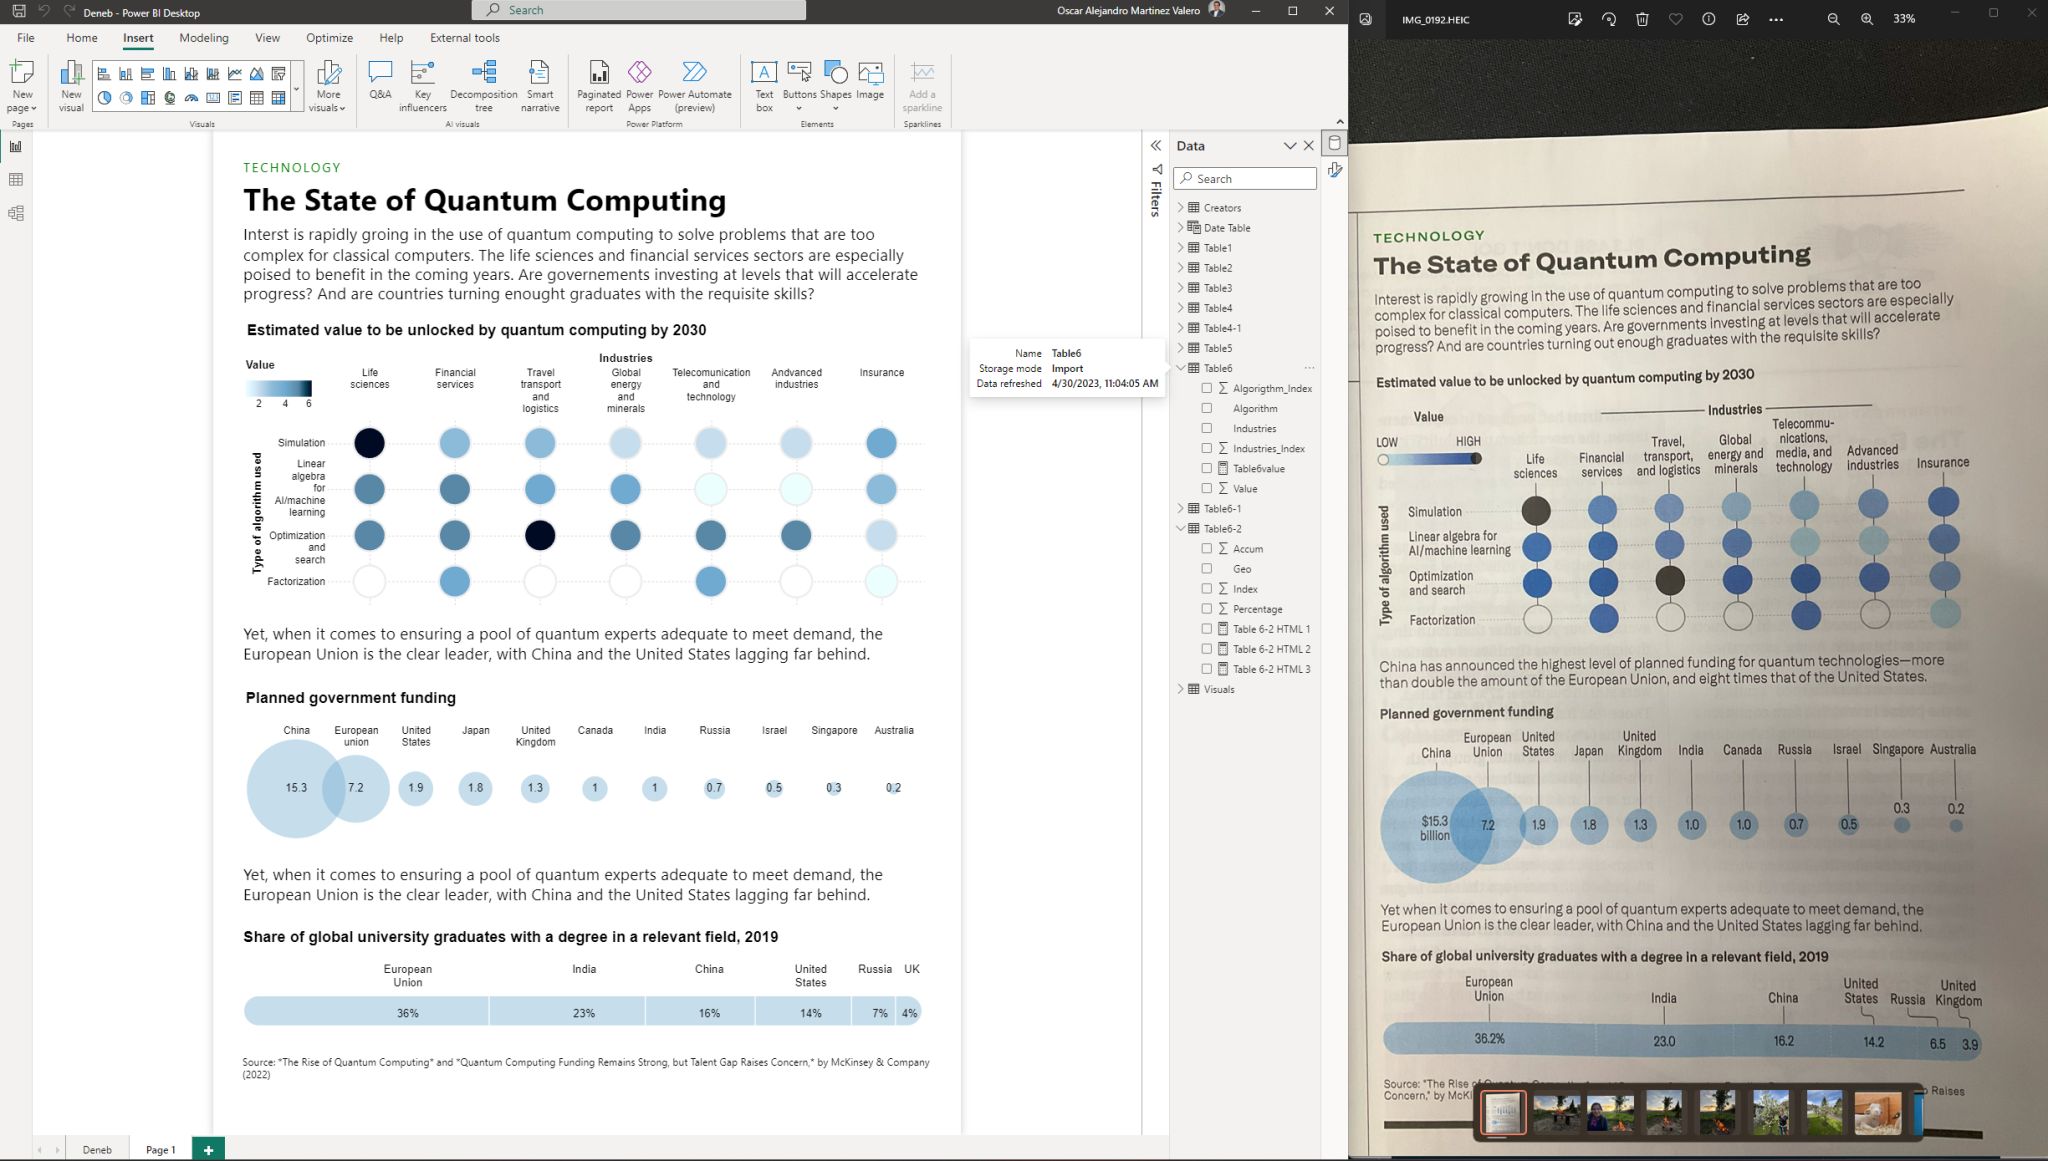 Deneb - Power BI Desktop
Search
Oscar Alejandro Martinez Valero
File
Home
Insert
Modeling
View
Optimize
Help
External tools
New page
New visual
More visuals
Q&A
Key influencers
Decomposition tree
Smart narrative
Paginated report
Power Apps
Power Automate (preview)
Text box
Buttons
Shapes
Image
Add a sparkline
Pages
Visuals
AI visuals
Power Platform
Elements
Sparklines
TECHNOLOGY
The State of Quantum Computing
Interst is rapidly groing in the use of quantum computing to solve problems that are too
complex for classical computers. The life sciences and financial services sectors are especially
poised to benefit in the coming years. Are governements investing at levels that will accelerate
progress? And are countries turning enought graduates with the requisite skills?
Estimated value to be unlocked by quantum computing by 2030
Value
2 4 6
Industries
Life sciences
Financial services
Travel transport and logistics
Global energy and minerals
Telecomunication and technology
Andvanced industries
Insurance
Type of algorithm used
Simulation
Linear algebra for AI/machine learning
Optimization and search
Factorization
Yet, when it comes to ensuring a pool of quantum experts adequate to meet demand, the
European Union is the clear leader, with China and the United States lagging far behind.
Planned government funding
China
European union
United States
Japan
United Kingdom
Canada
India
Russia
Israel
Singapore
Australia
15.3 7.2 1.9 1.8 1.3 1 1 0.7 0.5 0.3 0.2
Yet, when it comes to ensuring a pool of quantum experts adequate to meet demand, the
European Union is the clear leader, with China and the United States lagging far behind.
Share of global university graduates with a degree in a relevant field, 2019
European Union
India
China
United States
Russia
UK
36% 23% 16% 14% 7% 4%
Source: "The Rise of Quantum Computing" and "Quantum Computing Funding Remains Strong, but Talent Gap Raises Concern," by McKinsey & Company
(2022)
Deneb
Page 1
+
Filters
Data
Search
Creators
Date Table
Table1
Table2
Table3
Table4
Table4-1
Table5
Table6
Algorigthm_Index
Algorithm
Industries
Industries_Index
Table6value
Value
Table6-1
Table6-2
Accum
Geo
Index
Percentage
Table 6-2 HTML 1
Table 6-2 HTML 2
Table 6-2 HTML 3
Visuals
Name Table6
Storage mode Import
Data refreshed 4/30/2023, 11:04:05 AM
IMG_0192.HEIC
33%
TECHNOLOGY
The State of Quantum Computing
Interest is rapidly growing in the use of quantum computing to solve problems that are too
complex for classical computers. The life sciences and financial services sectors are especially
poised to benefit in the coming years. Are governments investing at levels that will accelerate
progress? And are countries turning out enough graduates with the requisite skills?
Estimated value to be unlocked by quantum computing by 2030
Value
LOW HIGH
Industries
Life sciences
Financial services
Travel, transport, and logistics
Global energy and minerals
Telecommu-
nications, media, and technology
Advanced industries
Insurance
Type of algorithm used
Simulation
Linear algebra for
AI/machine learning
Optimization
and search
Factorization
China has announced the highest level of planned funding for quantum technologies—more
than double the amount of the European Union, and eight times that of the United States.
Planned government funding
China
European Union
United States
Japan
United Kingdom
India
Canada
Russia
Israel
Singapore
Australia
$15.3 billion 7.2 1.9 1.8 1.3 1.0 1.0 0.7 0.5 0.3 0.2
Yet when it comes to ensuring a pool of quantum experts adequate to meet demand, the
European Union is the clear leader, with China and the United States lagging far behind.
Share of global university graduates with a degree in a relevant field, 2019
European Union
India
China
United States
Russia
United Kingdom
36.2% 23.0 16.2 14.2 6.5 3.9
Source: "The Rise
Raises
Concern," by McKi